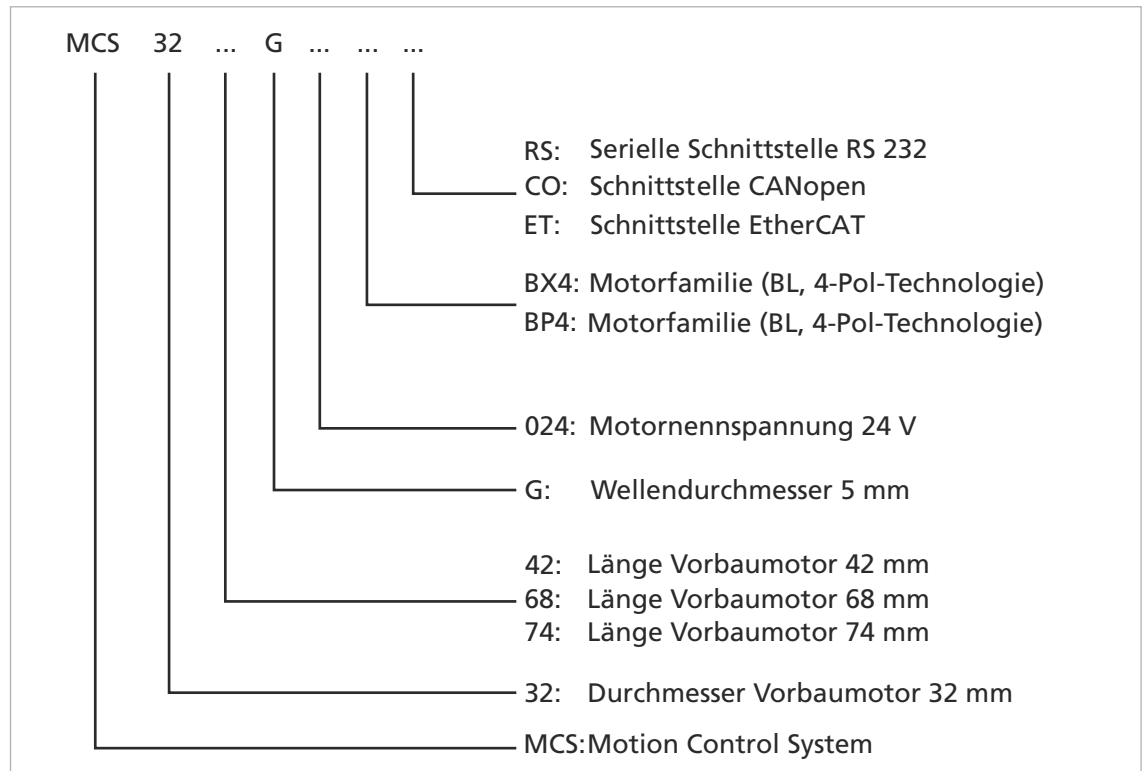 MCS 32 ... G ... ... ...
RS: Serielle Schnittstelle RS 232
CO: Schnittstelle CANopen
ET: Schnittstelle EtherCAT
BX4: Motorfamilie (BL, 4-Pol-Technologie)
BP4: Motorfamilie (BL, 4-Pol-Technologie)
024: Motornennspannung 24 V
G: Wellendurchmesser 5 mm
42: Länge Vorbaumotor 42 mm
68: Länge Vorbaumotor 68 mm
74: Länge Vorbaumotor 74 mm
32: Durchmesser Vorbaumotor 32 mm
MCS: Motion Control System